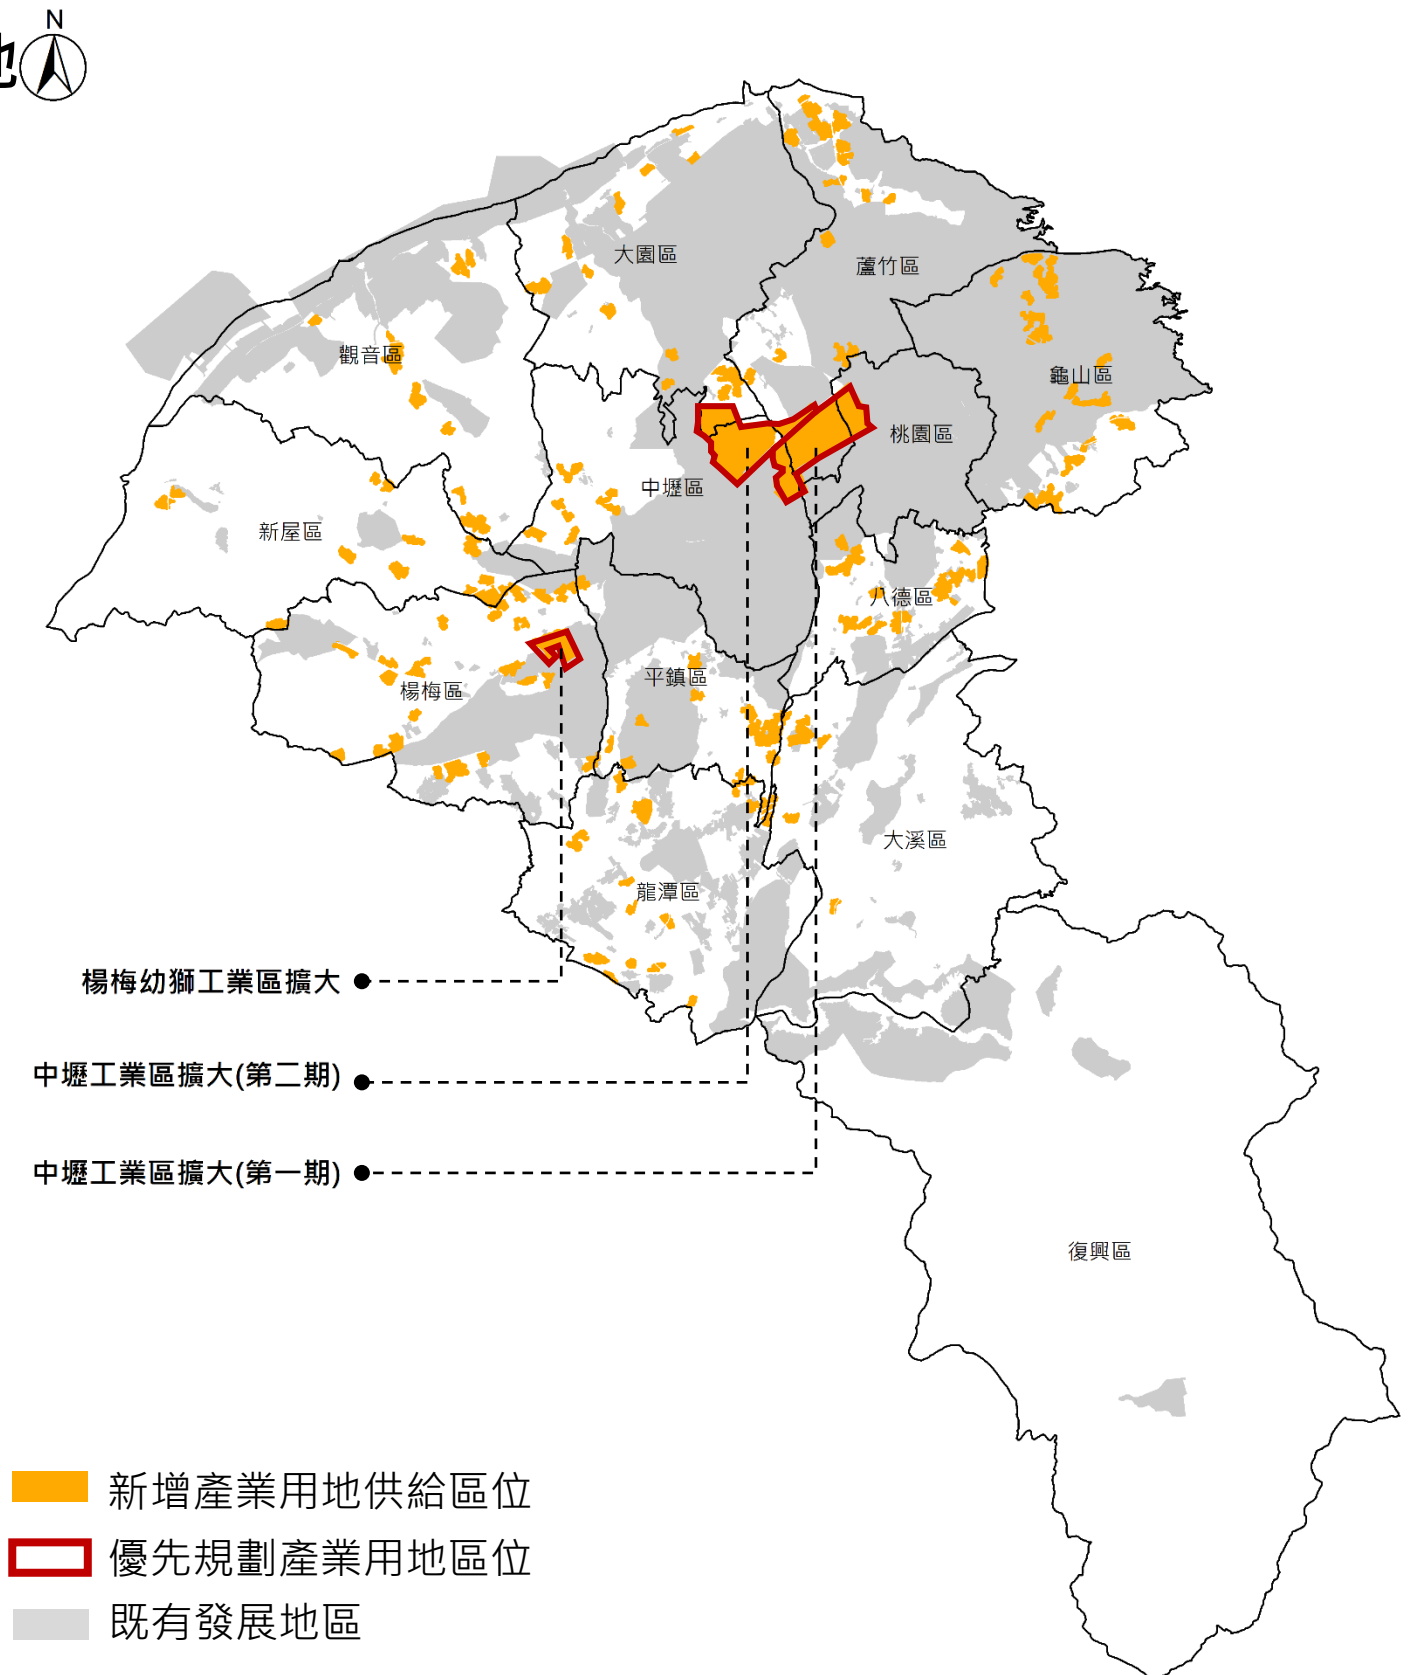 N
地
大園區
蘆竹區
觀音區
龜山區
桃園區
中壢區
新屋區
八德區
平鎮區
楊梅區
大溪區
龍潭區
楊梅幼獅工業區擴大
中壢工業區擴大(第二期)
中壢工業區擴大(第一期)
復興區
新增產業用地供給區位
優先規劃產業用地區位
既有發展地區